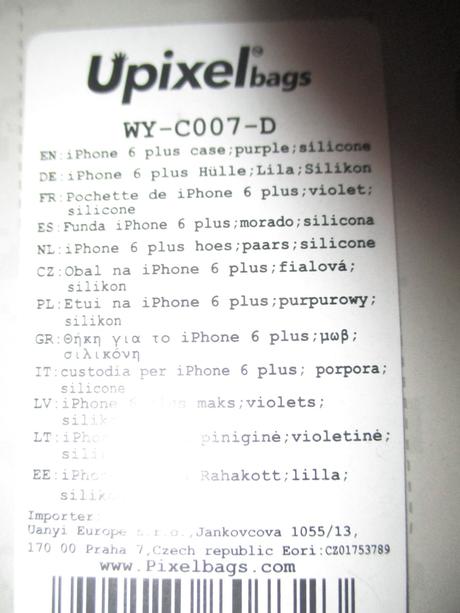 Upixel® bags
WY-C007-D
EN:iPhone 6 plus case;purple;silicone
DE:iPhone 6 plus Hülle;Lila;Silikon
FR:Pochette de iPhone 6 plus;violet;
silicone
ES:Funda iPhone 6 plus;morado;silicona
NL:iPhone 6 plus hoes;paars;silicone
CZ:Obal na iPhone 6 plus;fialová;
silikon
PL:Etui na iPhone 6 plus;purpurowy;
silikon
GR:Θήκη για το iPhone 6 plus;μωβ;
σιλικόνη
IT:custodia per iPhone 6 plus; porpora;
silicone
LV:iPhone 6 plus maks;violets;
LT: piniginė;violetinė;
EE: Rahakott;lilla;
Importer:
Uanyi Europe s.r.o.,Jankovcova 1055/13,
170 00 Praha 7,Czech republic Eori:CZ01753789
www.Pixelbags.com